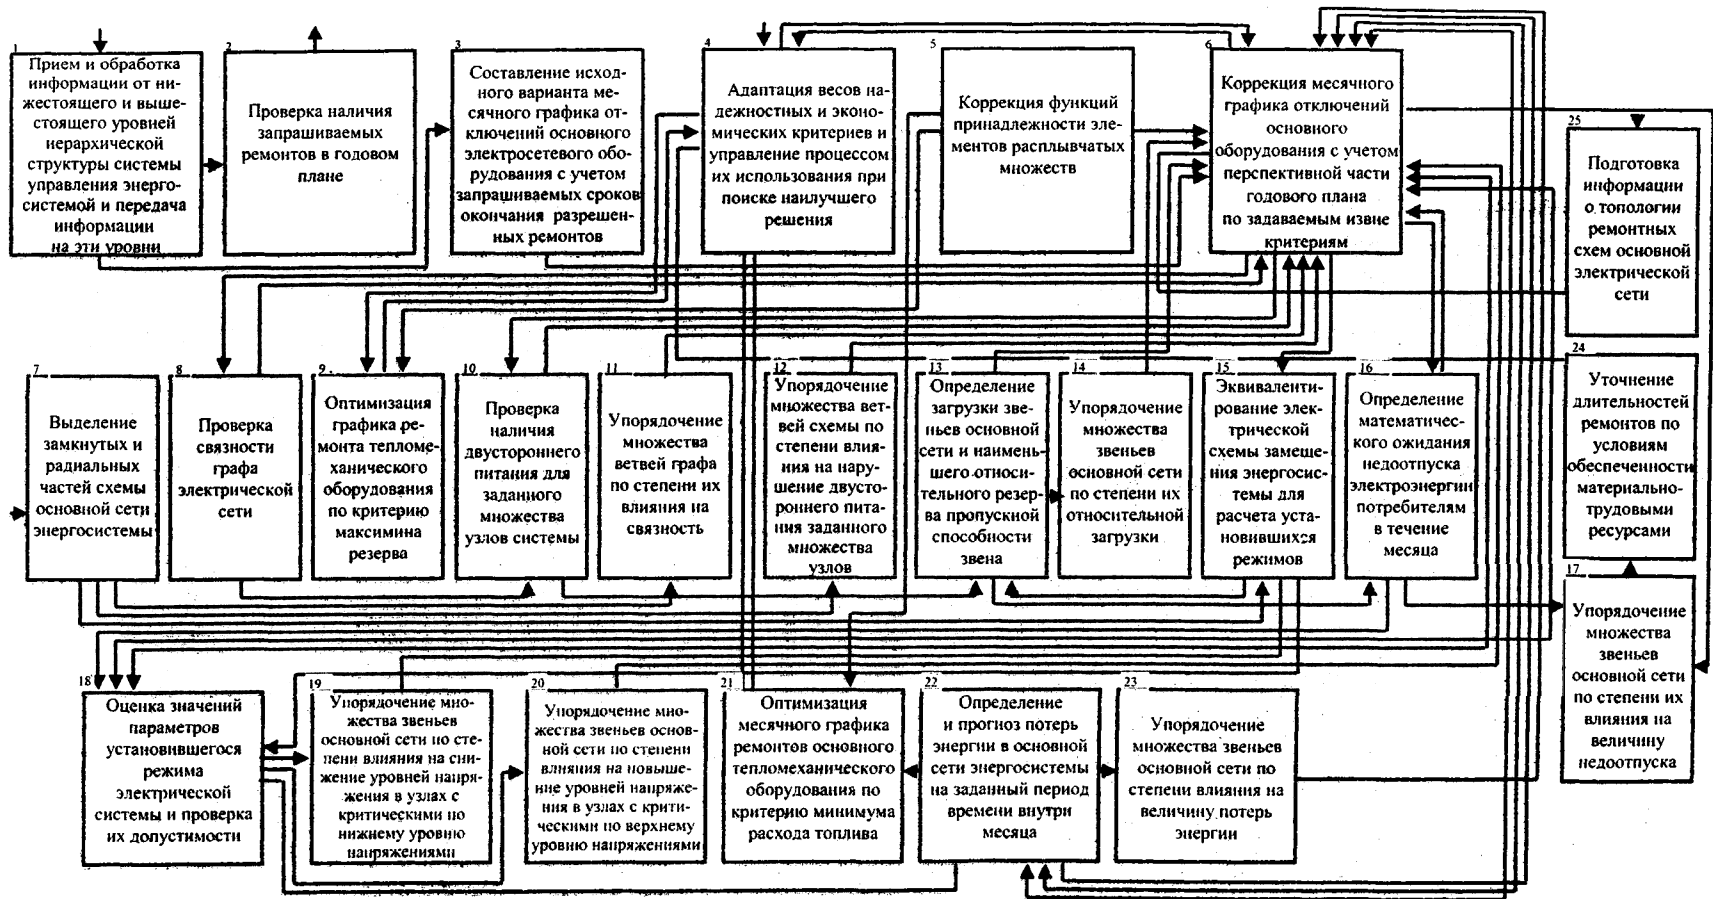 1
Прием и обработка
информации от ни-
жестоящего и выше-
стоящего уровней
иерархической
структуры системы
управления энерго-
системой и передача
информации
на эти уровни
2
Проверка наличия
запрашиваемых
ремонтов в годовом
плане
3
Составление исход-
ного варианта ме-
сячного графика от-
ключений основного
электросетевого обо-
рудования с учетом
запрашиваемых сроков
окончания разрешен-
ных ремонтов
4
Адаптация весов на-
дежностных и эконо-
мических критериев и
управление процессом
их использования при
поиске наилучшего
решения
5
Коррекция функций
принадлежности эле-
ментов расплывчатых
множеств
6
Коррекция месячного
графика отключений
основного
оборудования с учетом
перспективной части
годового плана
по задаваемым извне
критериям
25
Подготовка
информации
о топологии
ремонтных
схем основной
электрической
сети
7
Выделение
замкнутых и
радиальных
частей схемы
основной сети
энергосистемы
8
Проверка
связности
графа
электрической
сети
9
Оптимизация
графика ре-
монта тепломе-
ханического
оборудования
по критерию
максимина
резерва
10
Проверка
наличия
двустороннего
питания для
заданного
множества
узлов системы
11
Упорядочение
множества
ветвей графа
по степени их
влияния на
связность
12
Упорядочение
множества вет-
вей схемы по
степени влия-
ния на нару-
шение двусто-
роннего пита-
ния заданного
множества
узлов
13
Определение
загрузки зве-
ньев основной
сети и наимень-
шего относи-
тельного резер-
ва пропускной
способности
звена
14
Упорядочение
множества
звеньев
основной сети
по степени их
относительной
загрузки
15
Эквиваленти-
рование элек-
трической
схемы замеще-
ния энергосис-
темы для
расчета уста-
новившихся
режимов
16
Определение
математичес-
кого ожидания
недоотпуска
электроэнергии
потребителям
в течение
месяца
24
Уточнение
длительностей
ремонтов по
условиям
обеспеченности
материально-
трудовыми
ресурсами
17
Упорядочение
множества
звеньев
основной сети
по степени их
влияния на
величину
недоотпуска
18
Оценка значений
параметров
установившегося
режима
электрической
системы и проверка
их допустимости
19
Упорядочение мно-
жества звеньев
основной сети по сте-
пени влияния на сни-
жение уровней напря-
жения в узлах с
критическими по
нижнему уровню
напряжениями
20
Упорядочение мно-
жества звеньев основ-
ной сети по степени
влияния на повыше-
ние уровней напряже-
ния в узлах с крити-
ческими по верхнему
уровню напряжениями
21
Оптимизация
месячного графика
ремонтов основного
тепломеханического
оборудования по
критерию минимума
расхода топлива
22
Определение
и прогноз потерь
энергии в основной
сети энергосистемы
на заданный период
времени внутри
месяца
23
Упорядочение
множества звеньев
основной сети по
степени влияния на
величину потерь
энергии